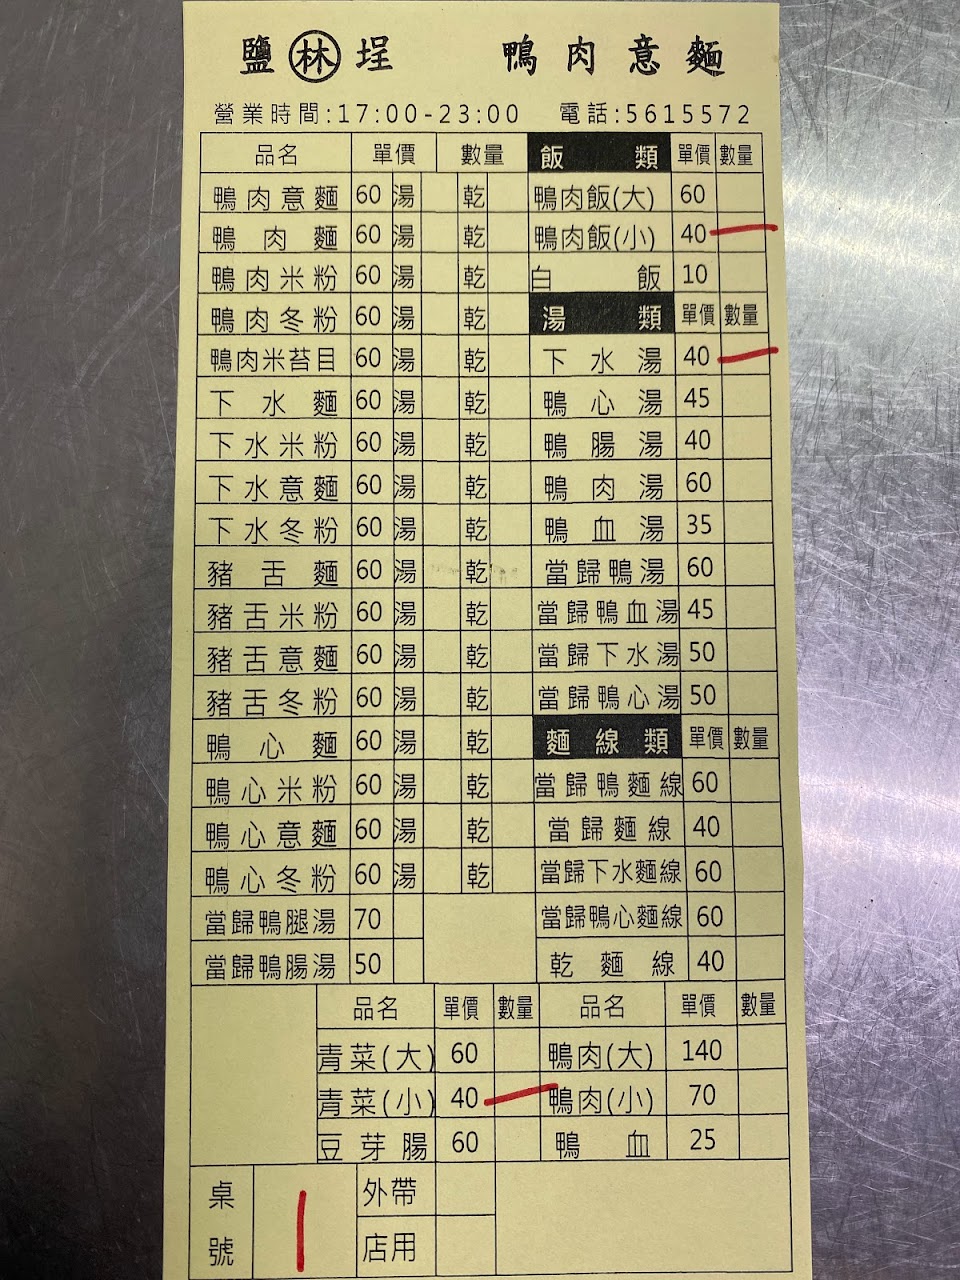 鹽 林 埕 鴨肉意麵
營業時間:17:00-23:00 電話:5615572
品名 單價 數量 飯類 單價 數量
鴨肉意麵 60 湯 乾 鴨肉飯(大) 60
鴨肉麵 60 湯 乾 鴨肉飯(小) 40 一
鴨肉米粉 60 湯 乾 白飯 10
鴨肉冬粉 60 湯 乾 湯類 單價 數量
鴨肉米苔目 60 湯 乾 下水湯 40 一
下水麵 60 湯 乾 鴨心湯 45
下水米粉 60 湯 乾 鴨腸湯 40
下水意麵 60 湯 乾 鴨肉湯 60
下水冬粉 60 湯 乾 鴨血湯 35
豬舌麵 60 湯 乾 當歸鴨湯 60
豬舌米粉 60 湯 乾 當歸鴨血湯 45
豬舌意麵 60 湯 乾 當歸下水湯 50
豬舌冬粉 60 湯 乾 當歸鴨心湯 50
鴨心麵 60 湯 乾 麵線類 單價 數量
鴨心米粉 60 湯 乾 當歸鴨麵線 60
鴨心意麵 60 湯 乾 當歸麵線 40
鴨心冬粉 60 湯 乾 當歸下水麵線 60
當歸鴨腿湯 70 當歸鴨心麵線 60
當歸鴨腸湯 50 乾麵線 40
品名 單價 數量 品名 單價 數量
青菜(大) 60 鴨肉(大) 140
青菜(小) 40 一 鴨肉(小) 70
豆芽腸 60 鴨血 25
桌號 1 外帶
店用